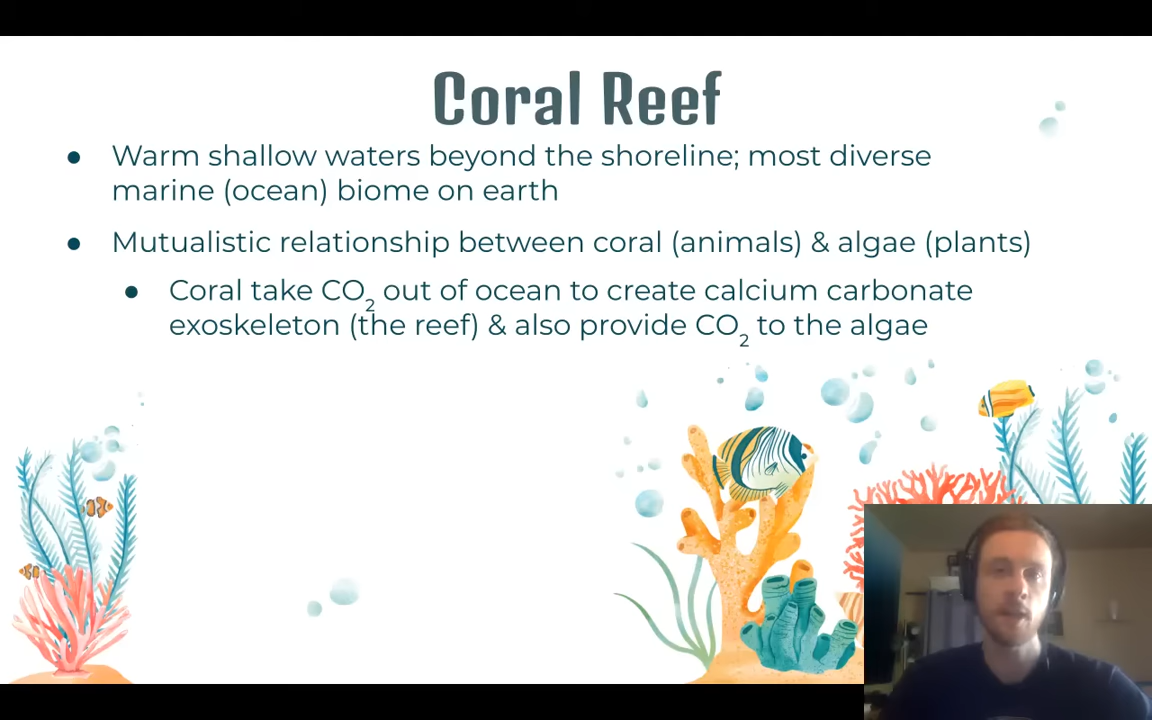 Coral Reef
● Warm shallow waters beyond the shoreline; most diverse
marine (ocean) biome on earth
● Mutualistic relationship between coral (animals) & algae (plants)
● Coral take CO₂ out of ocean to create calcium carbonate
exoskeleton (the reef) & also provide CO₂ to the algae